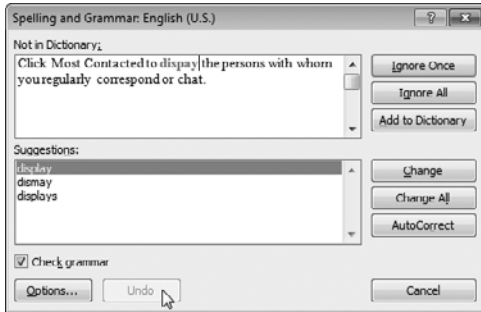 Spelling and Grammar: English (U.S.)
Not in Dictionary:
Click Most Contacted to dispay the persons with whom
you regularly correspond or chat.
Ignore Once
Ignore All
Add to Dictionary
Suggestions:
display
dismay
displays
Change
Change All
AutoCorrect
Check grammar
Options...
Undo
Cancel